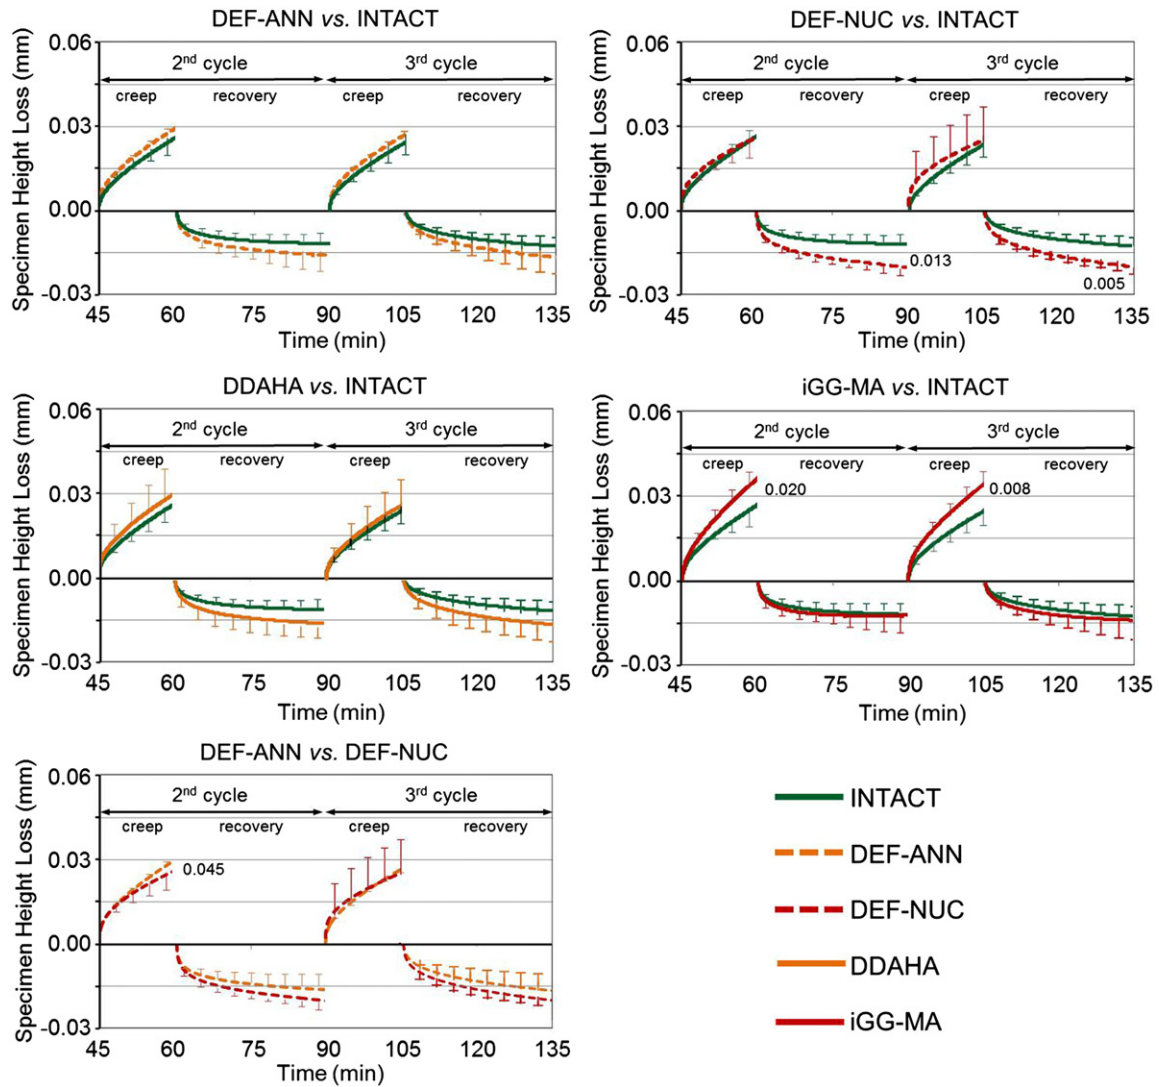 DEF-ANN vs. INTACT
Specimen Height Loss (mm)
0.06
0.03
0.00
-0.03
2nd cycle
3rd cycle
creep
recovery
creep
recovery
45
60
75
90
105
120
135
Time (min)
DEF-NUC vs. INTACT
Specimen Height Loss (mm)
0.06
0.03
0.00
-0.03
2nd cycle
3rd cycle
creep
recovery
creep
recovery
0.013
0.005
45
60
75
90
105
120
135
Time (min)
DDAHA vs. INTACT
Specimen Height Loss (mm)
0.06
0.03
0.00
-0.03
2nd cycle
3rd cycle
creep
recovery
creep
recovery
45
60
75
90
105
120
135
Time (min)
iGG-MA vs. INTACT
Specimen Height Loss (mm)
0.06
0.03
0.00
-0.03
2nd cycle
3rd cycle
creep
recovery
creep
recovery
0.020
0.008
45
60
75
90
105
120
135
Time (min)
DEF-ANN vs. DEF-NUC
Specimen Height Loss (mm)
0.06
0.03
0.00
-0.03
2nd cycle
3rd cycle
creep
recovery
creep
recovery
0.045
45
60
75
90
105
120
135
Time (min)
INTACT
DEF-ANN
DEF-NUC
DDAHA
iGG-MA